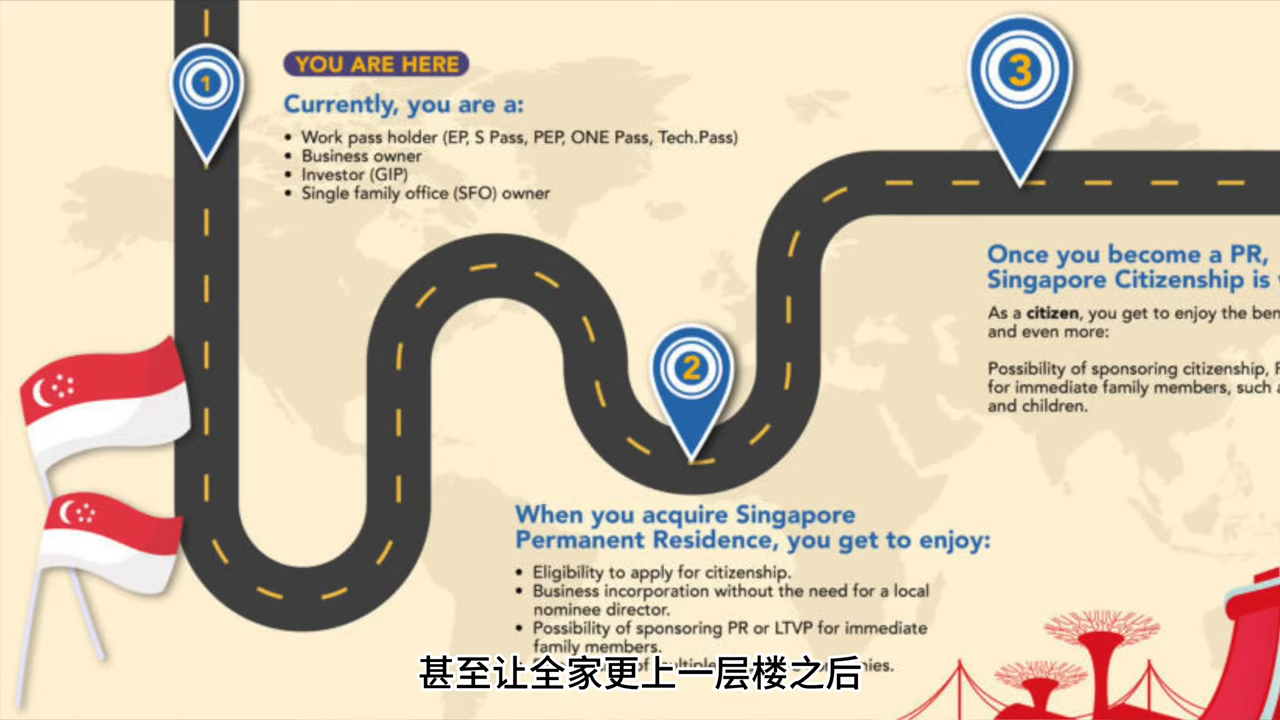 1
YOU ARE HERE
Currently, you are a:
• Work pass holder (EP, S Pass, PEP, ONE Pass, Tech.Pass)
• Business owner
• Investor (GIP)
• Single family office (SFO) owner
3
Once you become a PR,
Singapore Citizenship is
As a citizen, you get to enjoy the
and even more:
Possibility of sponsoring citizenship,
for immediate family members, such
and children.
2
When you acquire Singapore
Permanent Residence, you get to enjoy:
• Eligibility to apply for citizenship.
• Business incorporation without the need for a local
nominee director.
• Possibility of sponsoring PR or LTVP for immediate
family members.
甚至让全家更上一层楼之后